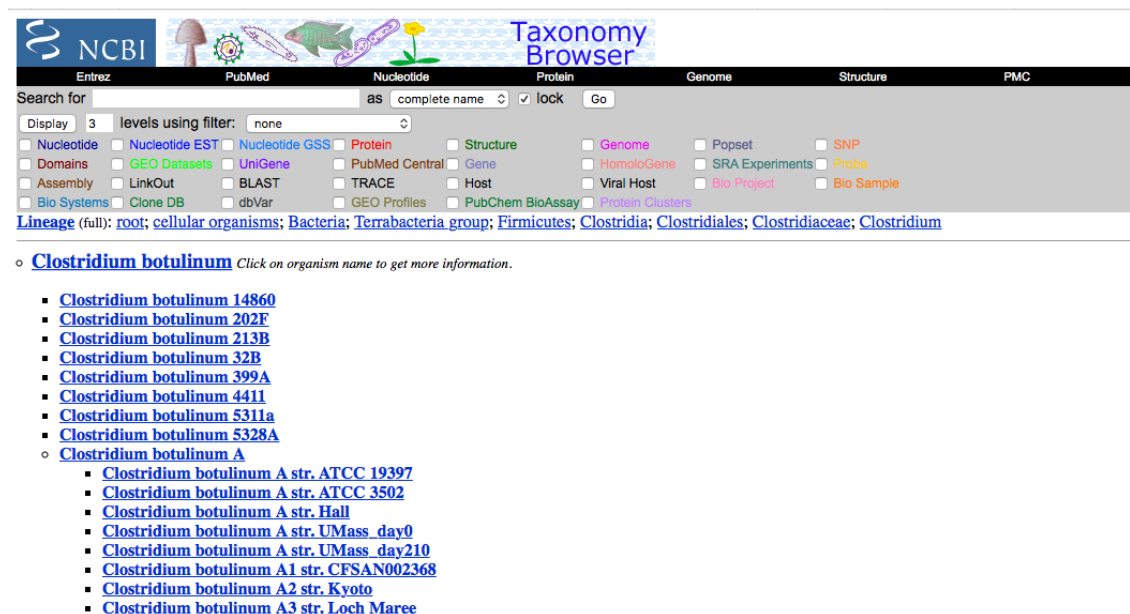 NCBI
Taxonomy
Browser
Entrez PubMed Nucleotide Protein Genome Structure PMC
Search for as complete name lock Go
Display 3 levels using filter: none
Nucleotide Nucleotide EST Nucleotide GSS Protein Structure Genome Popset SNP
Domains GEO Datasets UniGene PubMed Central Gene HomoloGene SRA Experiments Probe
Assembly LinkOut BLAST TRACE Host Viral Host Bio Project Bio Sample
Bio Systems Clone DB dbVar GEO Profiles PubChem BioAssay Protein Clusters
Lineage (full): root; cellular organisms; Bacteria; Terrabacteria group; Firmicutes; Clostridia; Clostridiales; Clostridiaceae; Clostridium
Clostridium botulinum Click on organism name to get more information.
Clostridium botulinum 14860
Clostridium botulinum 202F
Clostridium botulinum 213B
Clostridium botulinum 32B
Clostridium botulinum 399A
Clostridium botulinum 4411
Clostridium botulinum 5311a
Clostridium botulinum 5328A
Clostridium botulinum A
Clostridium botulinum A str. ATCC 19397
Clostridium botulinum A str. ATCC 3502
Clostridium botulinum A str. Hall
Clostridium botulinum A str. UMass_day0
Clostridium botulinum A str. UMass_day210
Clostridium botulinum A1 str. CFSAN002368
Clostridium botulinum A2 str. Kyoto
Clostridium botulinum A3 str. Loch Maree